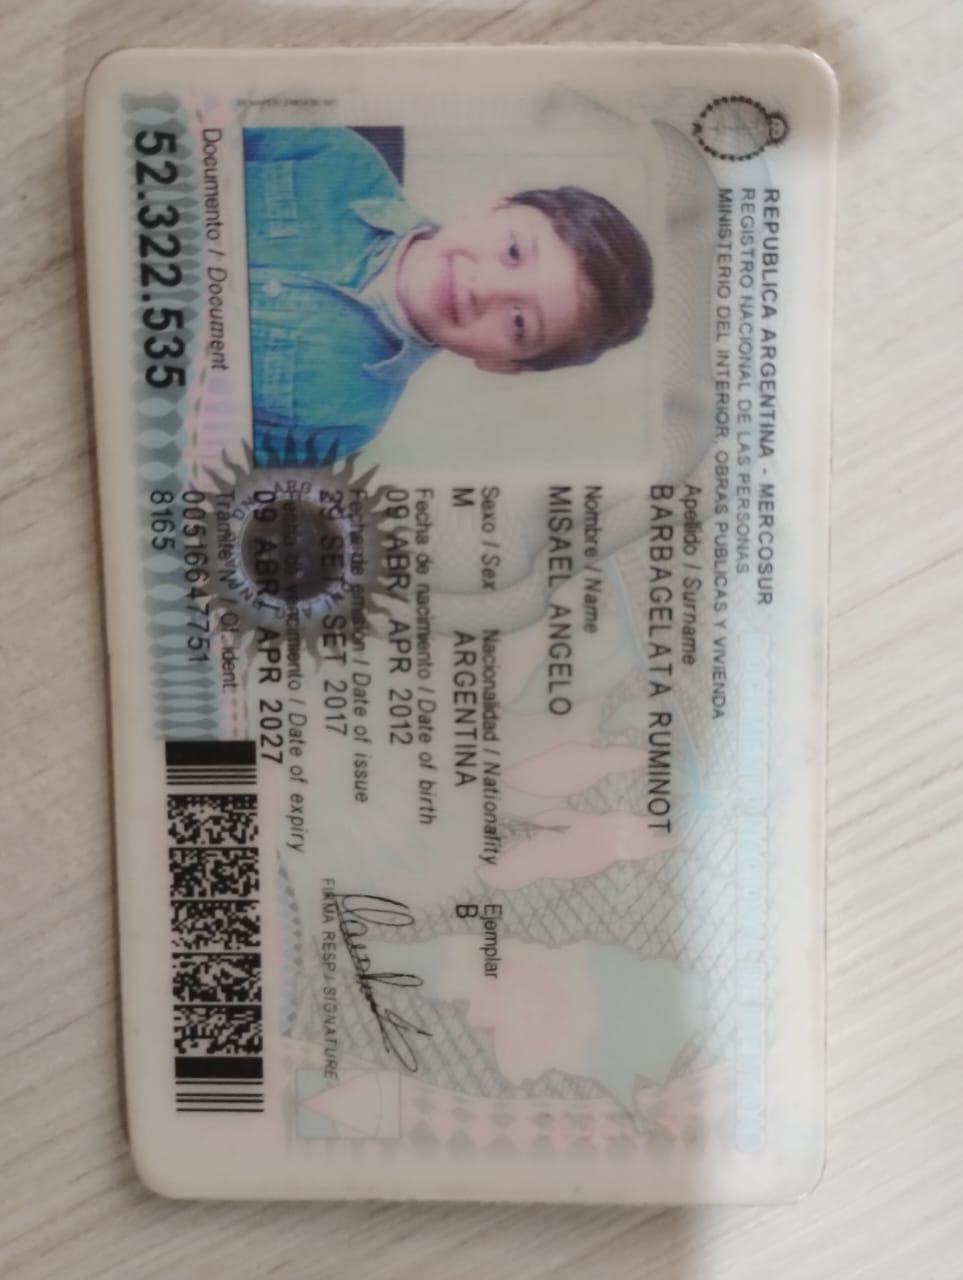 REPUBLICA ARGENTINA - MERCOSUR
REGISTRO NACIONAL DE LAS PERSONAS
MINISTERIO DEL INTERIOR, OBRAS PUBLICAS Y VIVIENDA
Apellido / Surname
BARBAGELATA RUMINOT
Nombre / Name
MISAEL ANGELO
Sexo / Sex Nacionalidad / Nationality Ejemplar
M ARGENTINA B
Fecha de nacimiento / Date of birth
09 ABR/ APR 2012
Fecha de emisión / Date of issue
29 SET/ SET 2017
Fecha de vencimiento / Date of expiry
09 ABR/ APR 2027
FIRMA RESP./ SIGNATURE
Documento / Document
52.322.535
Trámite Nº / Of. ident.
00516647751
8165